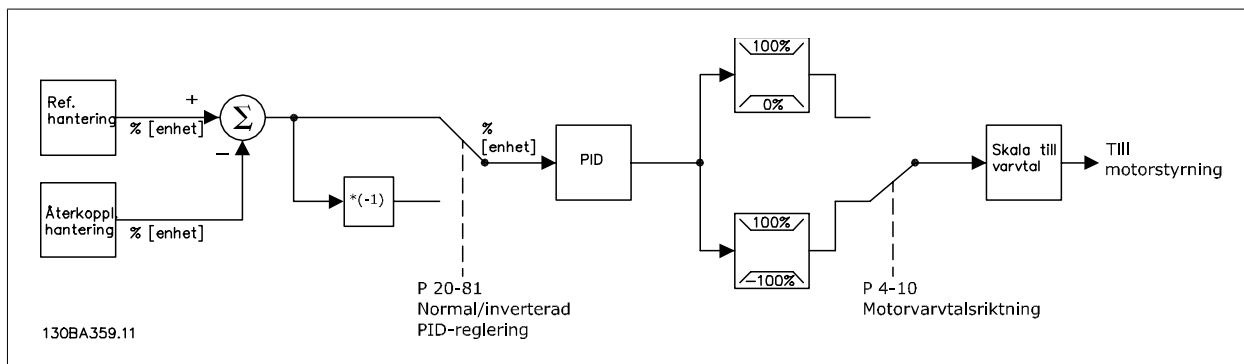 Ref.
hantering
+
% [enhet]
Σ
−
Återkoppl.
hantering
% [enhet]
*(-1)
%
[enhet]
P 20-81
Normal/inverterad
PID-reglering
PID
100%
0%
100%
−100%
P 4-10
Motorvarvtalsriktning
Skala till
varvtal
Till
motorstyrning
130BA359.11